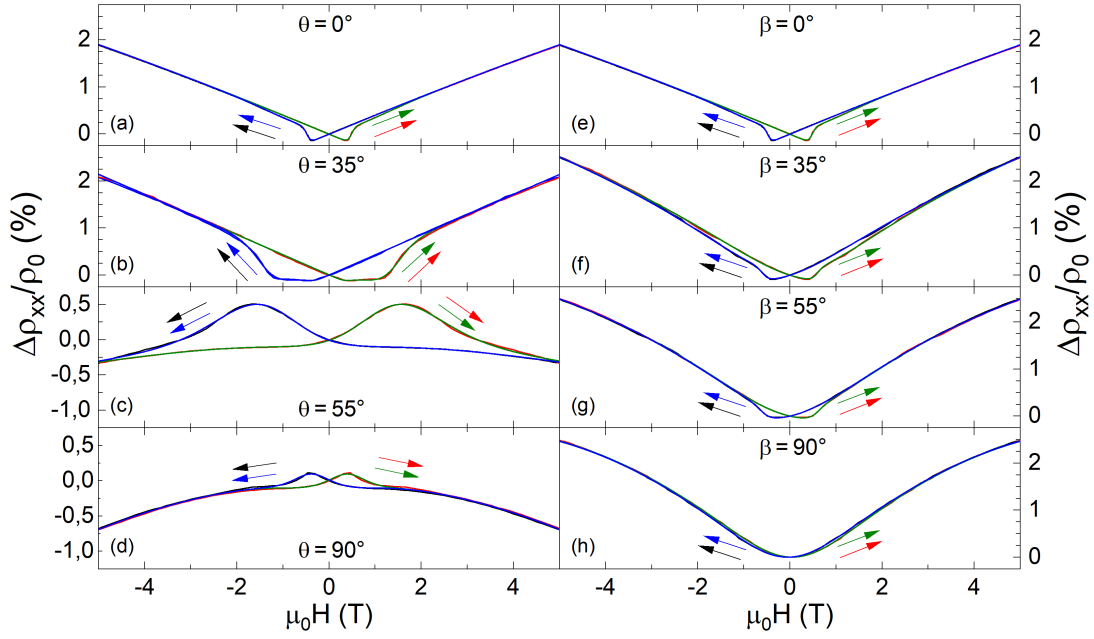 θ = 0°
2
1
0
(a)
θ = 35°
2
1
0
(b)
0,5
0,0
-0,5
-1,0
(c)
θ = 55°
0,5
0,0
-0,5
-1,0
(d)
θ = 90°
-4 -2 0 2 4
μ₀H (T)
Δρxx/ρ₀ (%)
β = 0°
2
1
0
(e)
β = 35°
2
1
0
(f)
β = 55°
2
1
0
(g)
β = 90°
2
1
0
(h)
-4 -2 0 2 4
μ₀H (T)
Δρxx/ρ₀ (%)